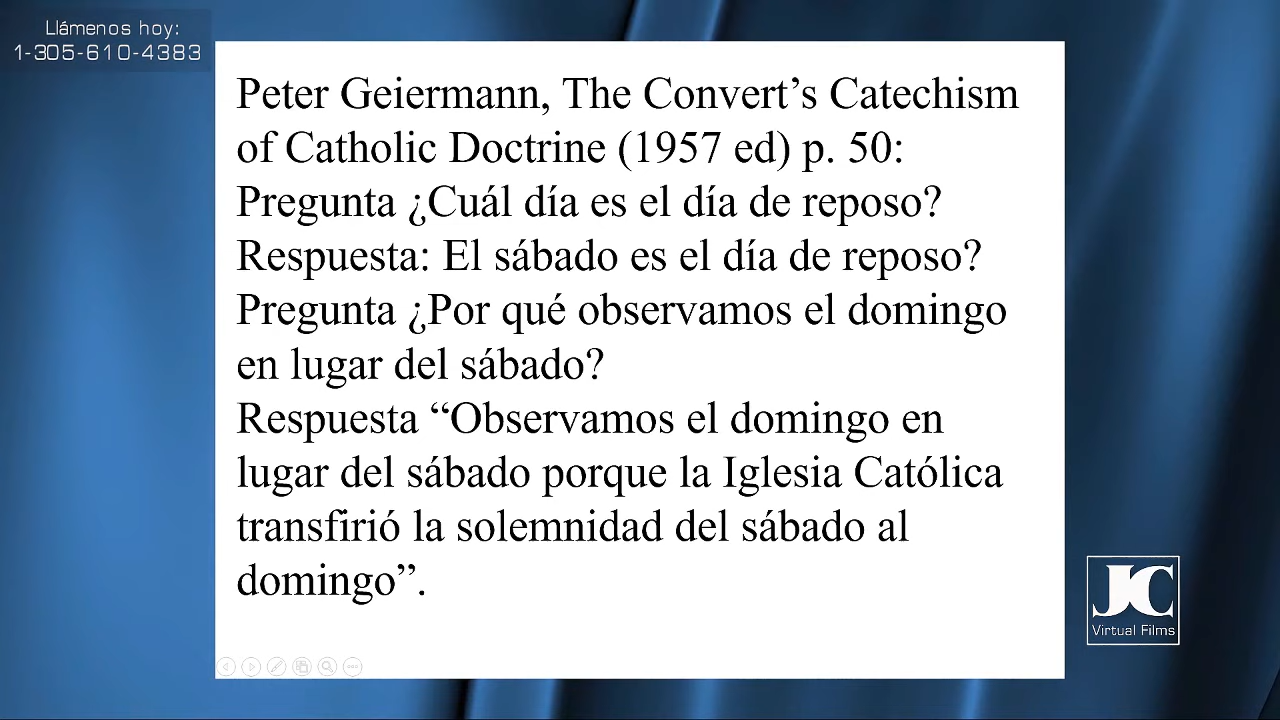 Llámenos hoy:
1-305-610-4383
Peter Geiermann, The Convert’s Catechism
of Catholic Doctrine (1957 ed) p. 50:
Pregunta ¿Cuál día es el día de reposo?
Respuesta: El sábado es el día de reposo?
Pregunta ¿Por qué observamos el domingo
en lugar del sábado?
Respuesta “Observamos el domingo en
lugar del sábado porque la Iglesia Católica
transfirió la solemnidad del sábado al
domingo”.
JC
Virtual Films